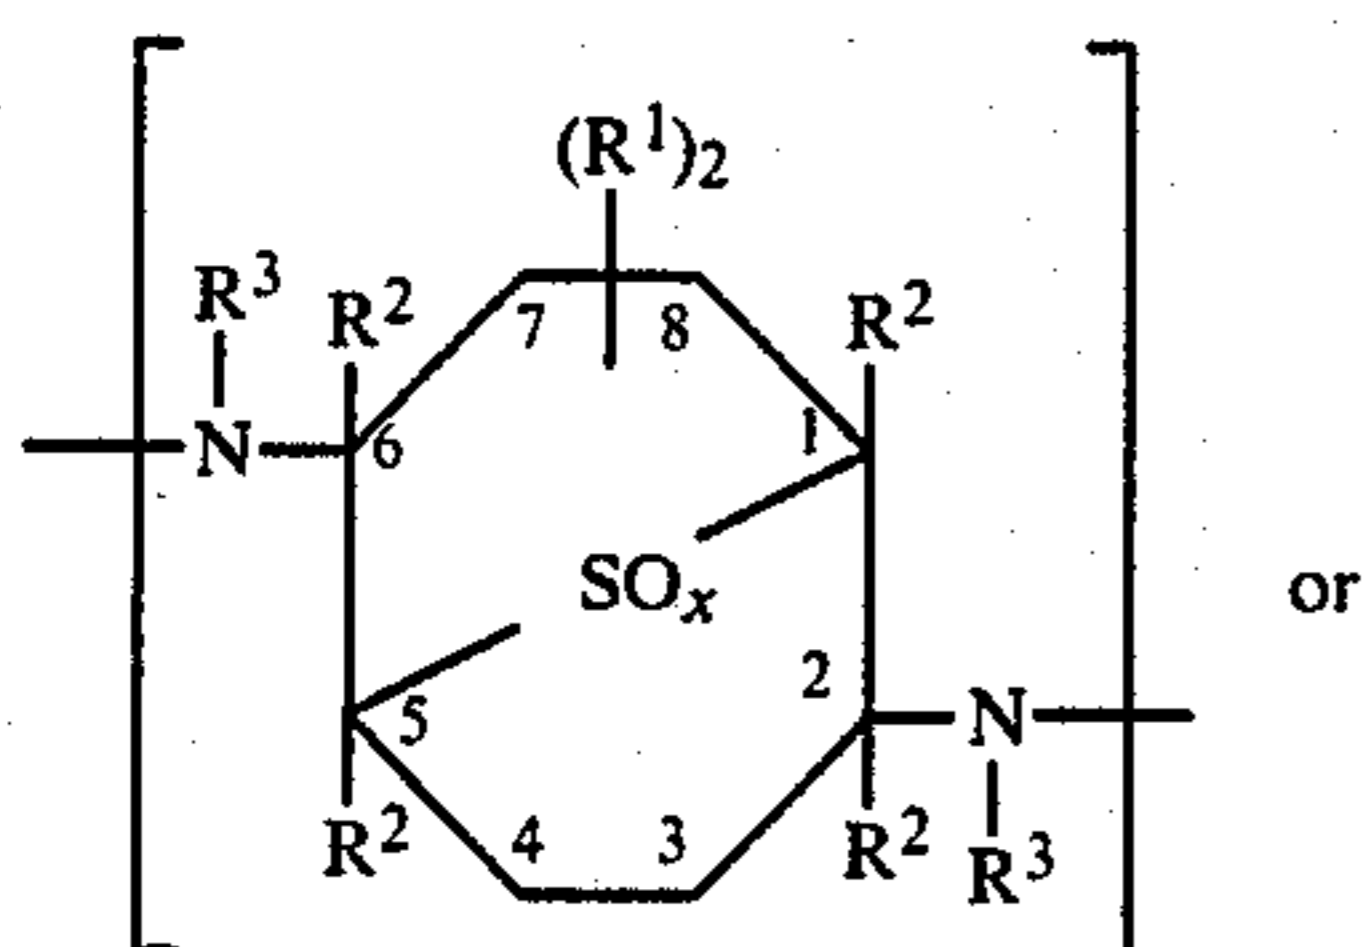 (R¹)₂
R³ R² R²
7 8
N 6 1
SOₓ or
5 2 N
R² 4 3 R² R³